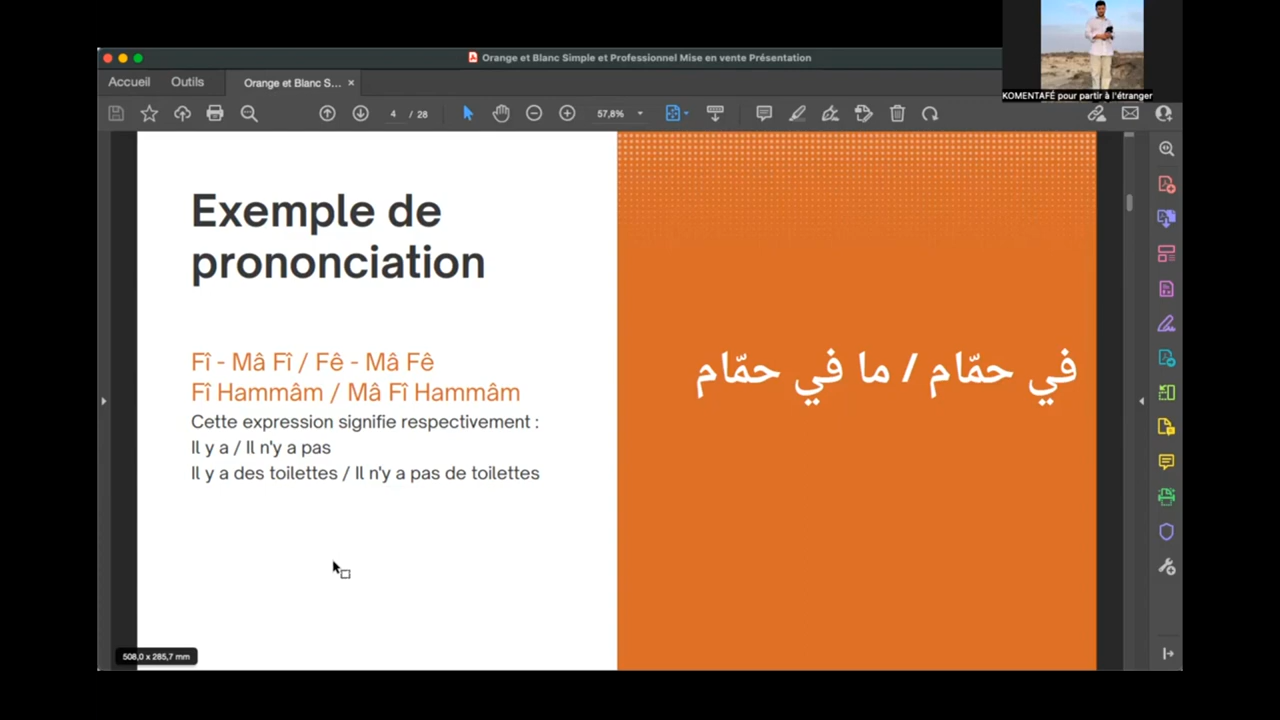 KOMENTAFÉ pour partir à l'étranger
Orange et Blanc Simple et Professionnel Mise en vente Présentation
Accueil
Outils
Orange et Blanc S... ×
4 / 28
57,8%
Exemple de
prononciation
Fî - Mâ Fî / Fê - Mâ Fê
Fî Hammâm / Mâ Fî Hammâm
Cette expression signifie respectivement :
Il y a / Il n'y a pas
Il y a des toilettes / Il n'y a pas de toilettes
في حمّام / ما في حمّام
508,0 x 285,7 mm